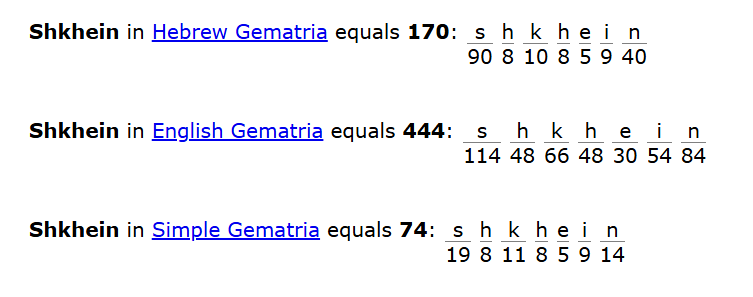 Shkhein in Hebrew Gematria equals 170: s h k h e i n
90 8 10 8 5 9 40
Shkhein in English Gematria equals 444: s h k h e i n
114 48 66 48 30 54 84
Shkhein in Simple Gematria equals 74: s h k h e i n
19 8 11 8 5 9 14